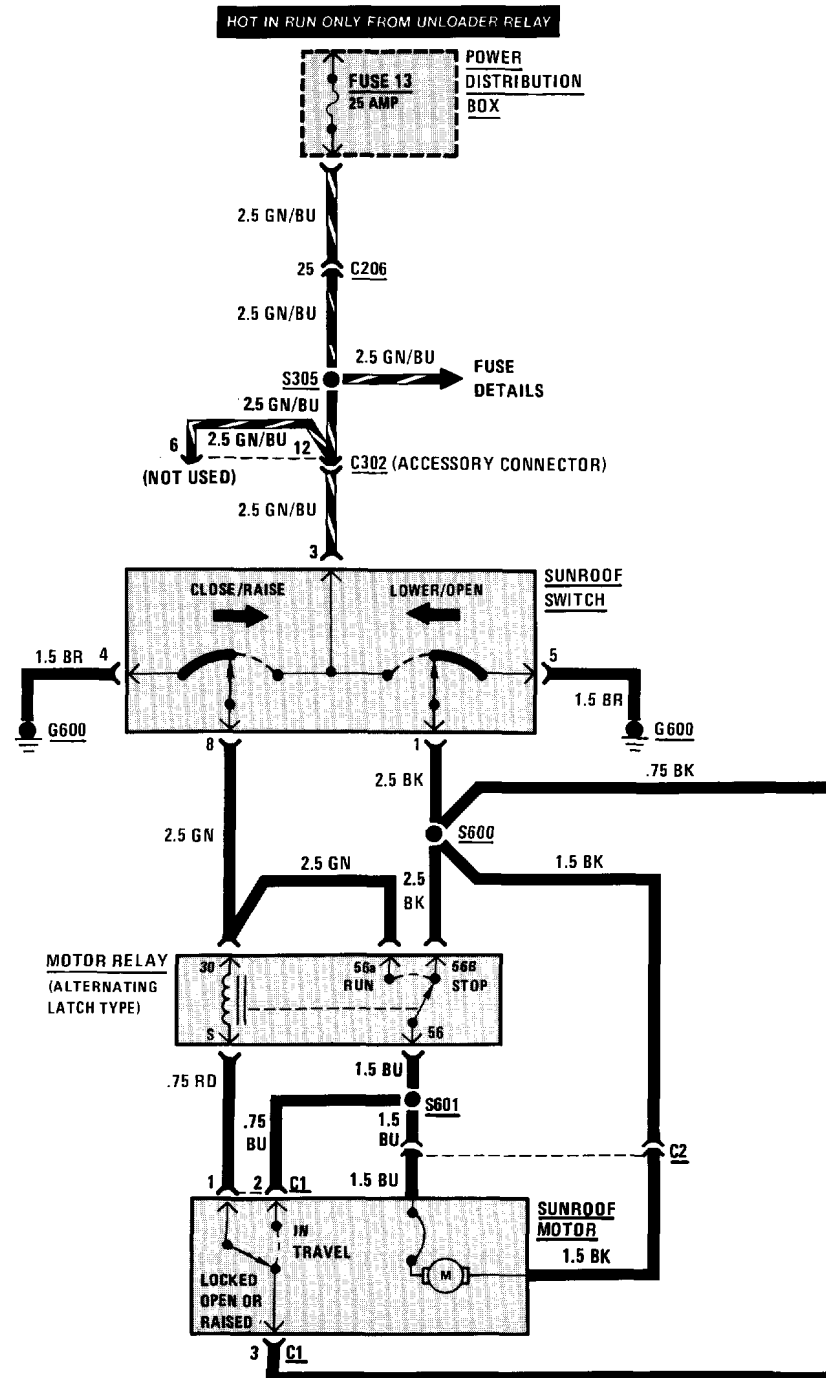 HOT IN RUN ONLY FROM UNLOADER RELAY
POWER
DISTRIBUTION
BOX
FUSE 13
25 AMP
2.5 GN/BU
25
C206
2.5 GN/BU
2.5 GN/BU
FUSE
DETAILS
S305
2.5 GN/BU
2.5 GN/BU
6
12
(NOT USED)
C302 (ACCESSORY CONNECTOR)
2.5 GN/BU
3
SUNROOF
SWITCH
CLOSE/RAISE
LOWER/OPEN
1.5 BR
4
5
1.5 BR
G600
G600
8
1
2.5 BK
.75 BK
2.5 GN
S600
2.5 GN
2.5
BK
1.5 BK
MOTOR RELAY
(ALTERNATING
LATCH TYPE)
30
56a
RUN
56B
STOP
S
56
.75 RD
1.5 BU
S601
.75
BU
1.5
BU
C2
1
2
C1
1.5 BU
SUNROOF
MOTOR
IN
TRAVEL
1.5 BK
M
LOCKED
OPEN OR
RAISED
3
C1